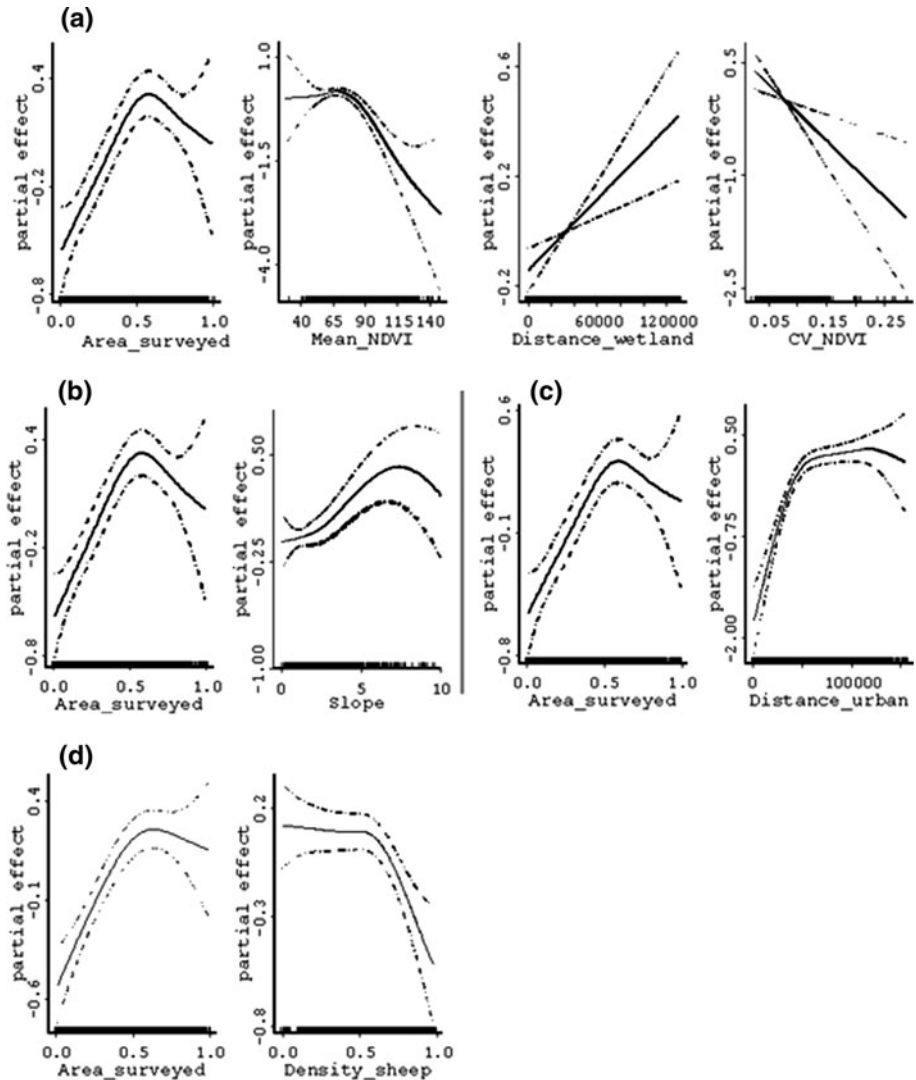 (a)
partial effect
0.4
-0.2
-0.8
0.0 0.5 1.0
Area_surveyed
partial effect
1.0
-1.5
-4.0
40 65 90 115 140
Mean_NDVI
partial effect
0.6
0.2
-0.2
0 60000 120000
Distance_wetland
partial effect
0.5
-1.0
-2.5
0.05 0.15 0.25
CV_NDVI
(b)
partial effect
0.4
-0.2
-0.8
0.0 0.5 1.0
Area_surveyed
partial effect
0.50
-0.25
-1.00
0 5 10
Slope
(c)
partial effect
0.6
-0.1
-0.8
0.0 0.5 1.0
Area_surveyed
partial effect
0.50
-0.75
-2.00
0 100000
Distance_urban
(d)
partial effect
0.4
-0.1
-0.6
0.0 0.5 1.0
Area_surveyed
partial effect
0.2
-0.3
-0.8
0.0 0.5 1.0
Density_sheep